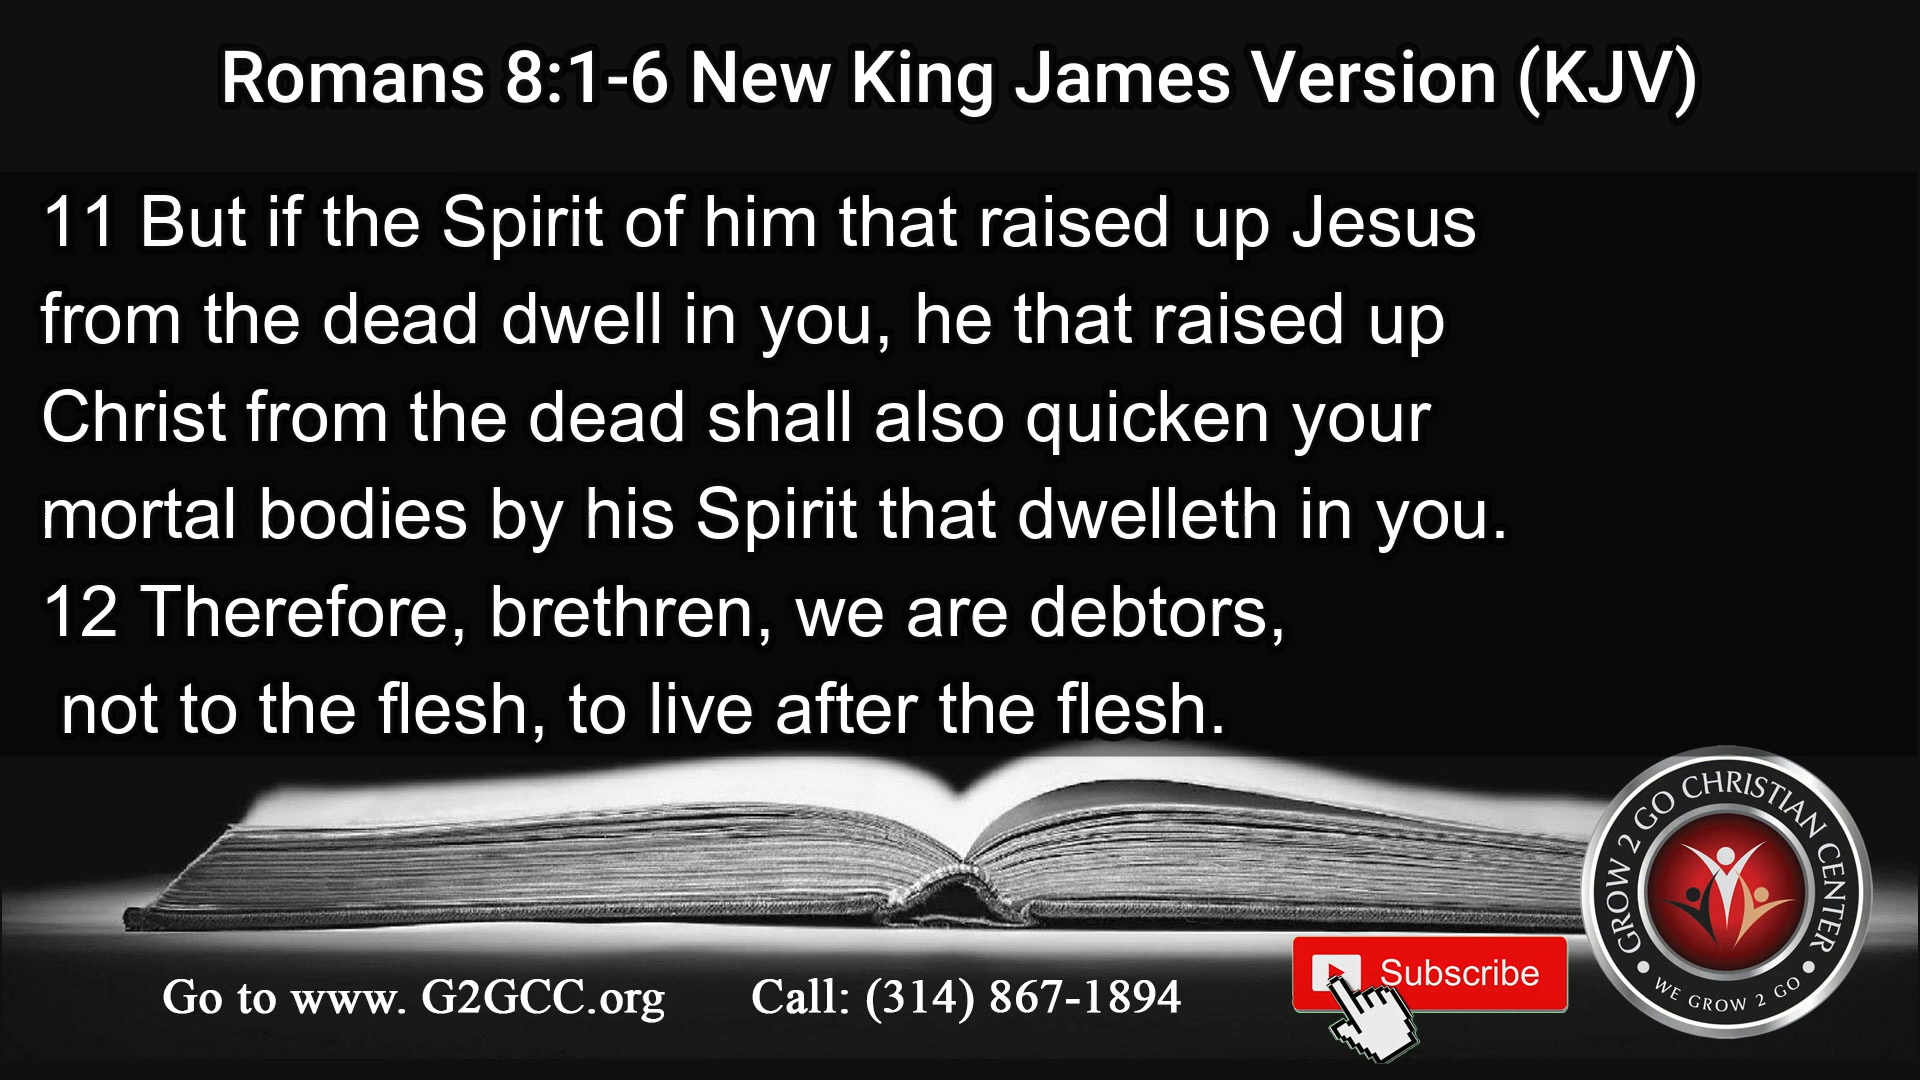 Romans 8:1-6 New King James Version (KJV)
11 But if the Spirit of him that raised up Jesus
from the dead dwell in you, he that raised up
Christ from the dead shall also quicken your
mortal bodies by his Spirit that dwelleth in you.
12 Therefore, brethren, we are debtors,
not to the flesh, to live after the flesh.
GROW 2 GO CHRISTIAN CENTER
WE GROW 2 GO
Go to www. G2GCC.org
Call: (314) 867-1894
Subscribe